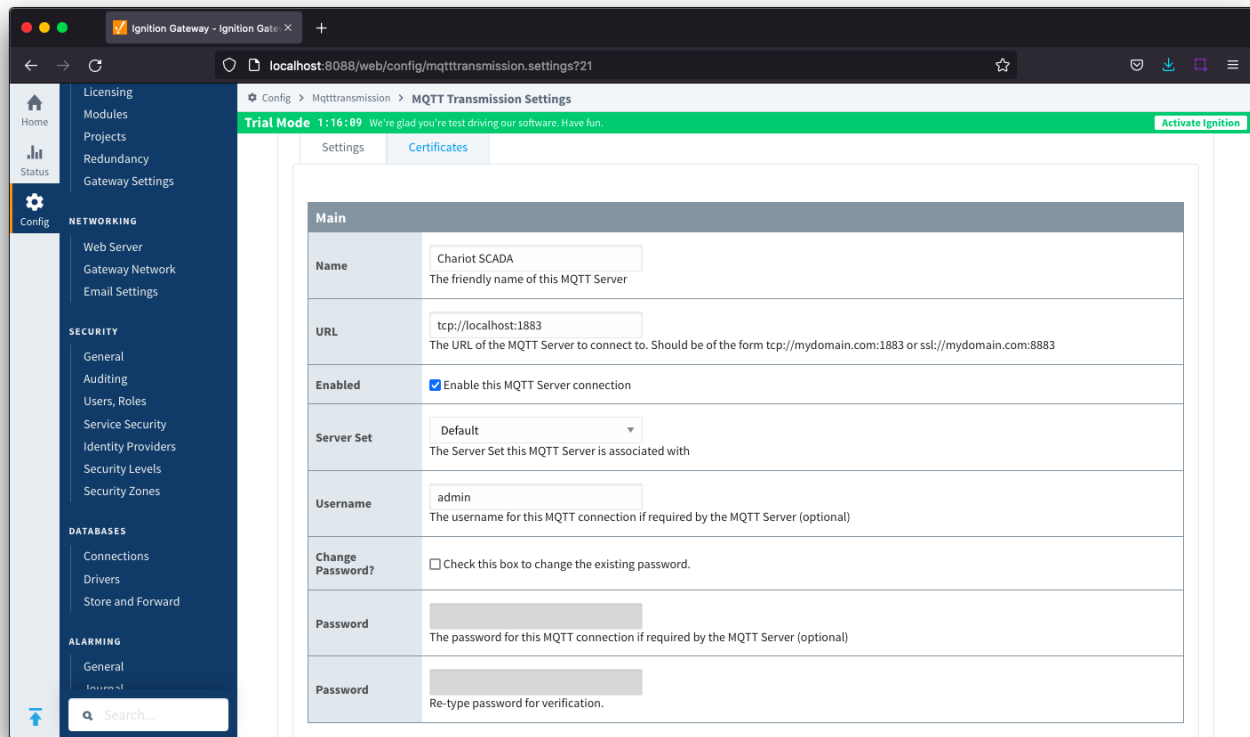 Ignition Gateway - Ignition Gate
localhost:8088/web/config/mqtttransmission.settings?21
Home
Status
Config
Licensing
Modules
Projects
Redundancy
Gateway Settings
NETWORKING
Web Server
Gateway Network
Email Settings
SECURITY
General
Auditing
Users, Roles
Service Security
Identity Providers
Security Levels
Security Zones
DATABASES
Connections
Drivers
Store and Forward
ALARMING
General
Journal
Search...
Config > Mqtttransmission > MQTT Transmission Settings
Trial Mode 1:16:09 We're glad you're test driving our software. Have fun.
Activate Ignition
Settings
Certificates
Main
Name
Chariot SCADA
The friendly name of this MQTT Server
URL
tcp://localhost:1883
The URL of the MQTT Server to connect to. Should be of the form tcp://mydomain.com:1883 or ssl://mydomain.com:8883
Enabled
Enable this MQTT Server connection
Server Set
Default
The Server Set this MQTT Server is associated with
Username
admin
The username for this MQTT connection if required by the MQTT Server (optional)
Change
Password?
Check this box to change the existing password.
Password
The password for this MQTT connection if required by the MQTT Server (optional)
Password
Re-type password for verification.